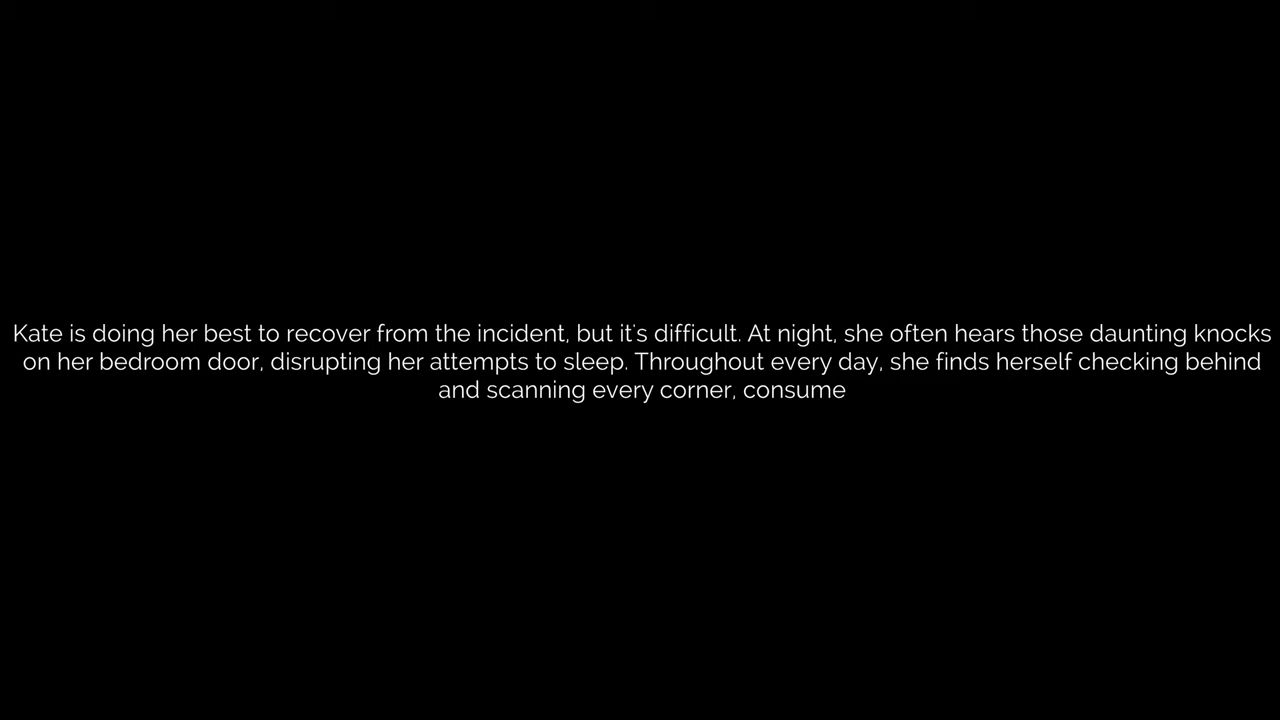 Kate is doing her best to recover from the incident, but it's difficult. At night, she often hears those daunting knocks
on her bedroom door, disrupting her attempts to sleep. Throughout every day, she finds herself checking behind
and scanning every corner, consume